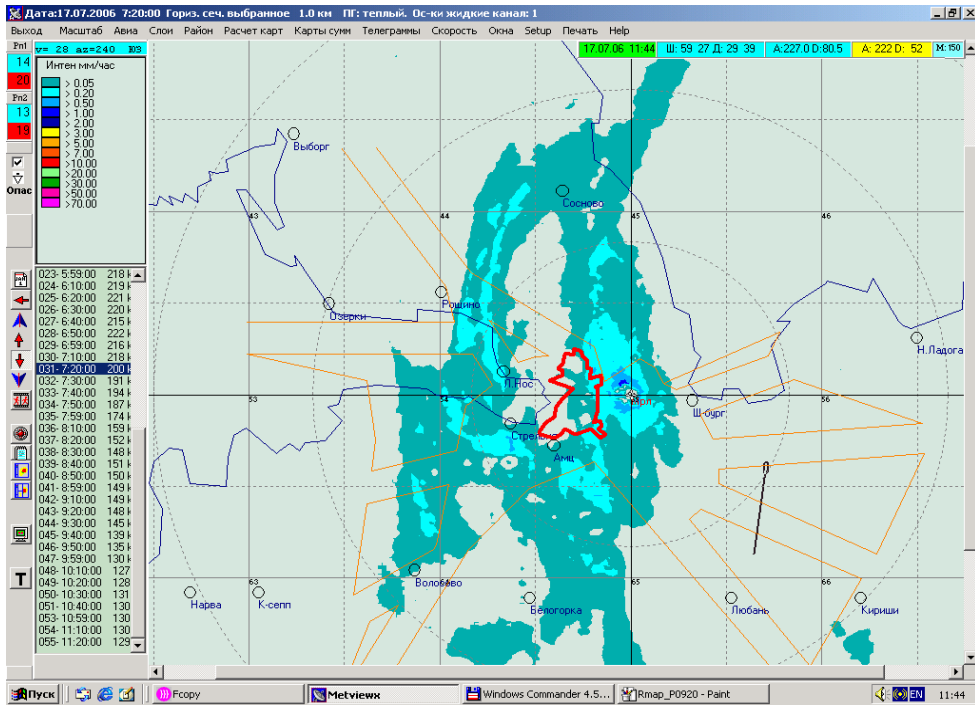 Дата:17.07.2006 7:20:00 Гориз. сеч. выбранное 1.0 км ПГ: теплый. Ос-ки жидкие канал: 1
Выход Масштаб Авиа Слои Район Расчет карт Карты сумм Телеграммы Скорость Окна Setup Печать Help
Рп1
14
20
Рп2
13
19
Опас
v= 28 az=240 ЮЗ
17.07.06 11:44 Ш: 59 27 Д: 29 39 А:227.0 D:80.5 А: 222 D: 52 М:150
Интен мм/час
> 0.05
> 0.20
> 0.50
> 1.00
> 2.00
> 3.00
> 5.00
> 7.00
>10.00
>20.00
>30.00
>50.00
>70.00
023- 5:59:00 218 k
024- 6:10:00 219 k
025- 6:20:00 221 k
026- 6:30:00 220 k
027- 6:40:00 215 k
028- 6:50:00 222 k
029- 6:59:00 216 k
030- 7:10:00 218 k
031- 7:20:00 200 k
032- 7:30:00 191 k
033- 7:40:00 194 k
034- 7:50:00 187 k
035- 7:59:00 174 k
036- 8:10:00 159 k
037- 8:20:00 152 k
038- 8:30:00 148 k
039- 8:40:00 151 k
040- 8:50:00 150 k
041- 8:59:00 149 k
042- 9:10:00 149 k
043- 9:20:00 148 k
044- 9:30:00 145 k
045- 9:40:00 139 k
046- 9:50:00 135 k
047- 9:59:00 130 k
048- 10:10:00 127
049- 10:20:00 128
050- 10:30:00 131
051- 10:40:00 130
053- 10:59:00 130
054- 11:10:00 130
055- 11:20:00 129
T
Выборг
Сосново
43 44 45 46
Рощино
Озерки
Н.Ладога
Л.Нос
53 54 56
Ш-бург
Стрельна
Амц
Волосово
63 65 66
Нарва К-сепп Белогорка Любань Кириши
Пуск Fcopy Metviewx Windows Commander 4.5... Rmap_P0920 - Paint EN 11:44